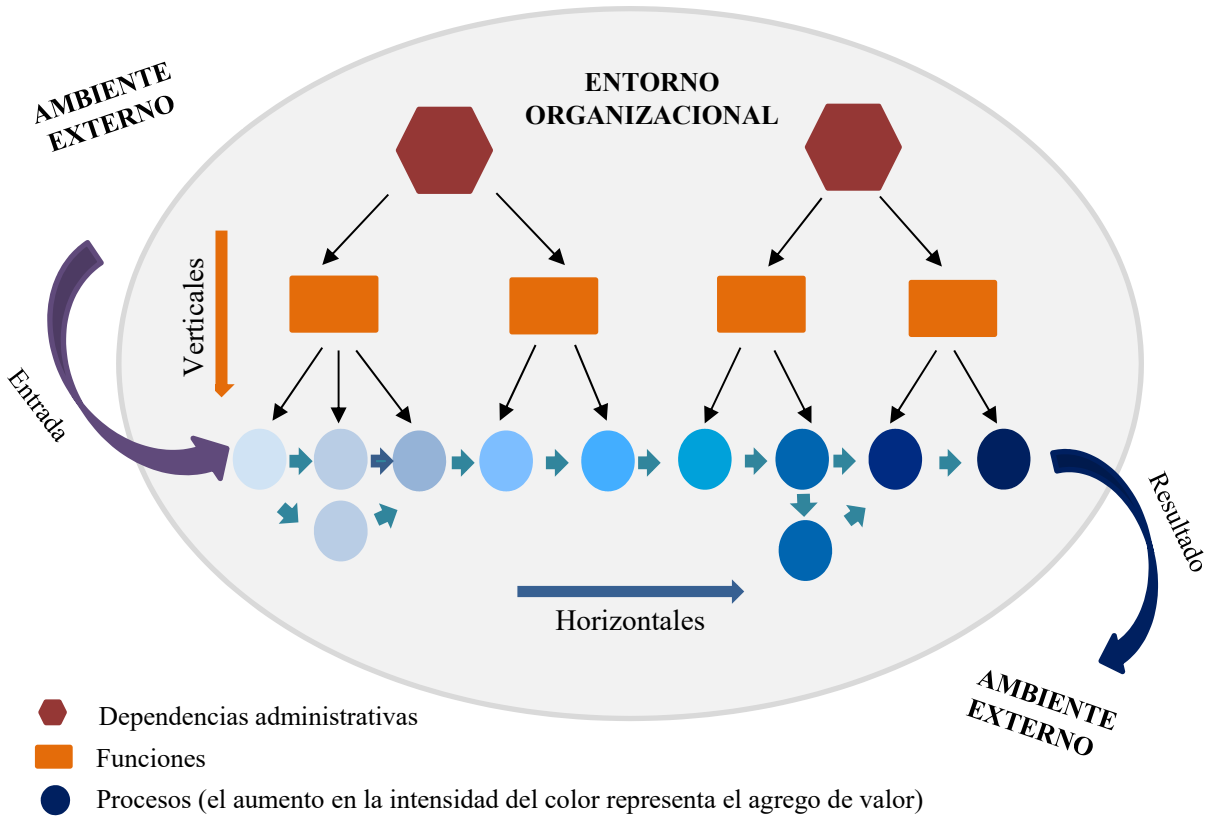 AMBIENTE
EXTERNO
ENTORNO
ORGANIZACIONAL
Verticales
Entrada
Resultado
Horizontales
AMBIENTE
EXTERNO
Dependencias administrativas
Funciones
Procesos (el aumento en la intensidad del color representa el agrego de valor)